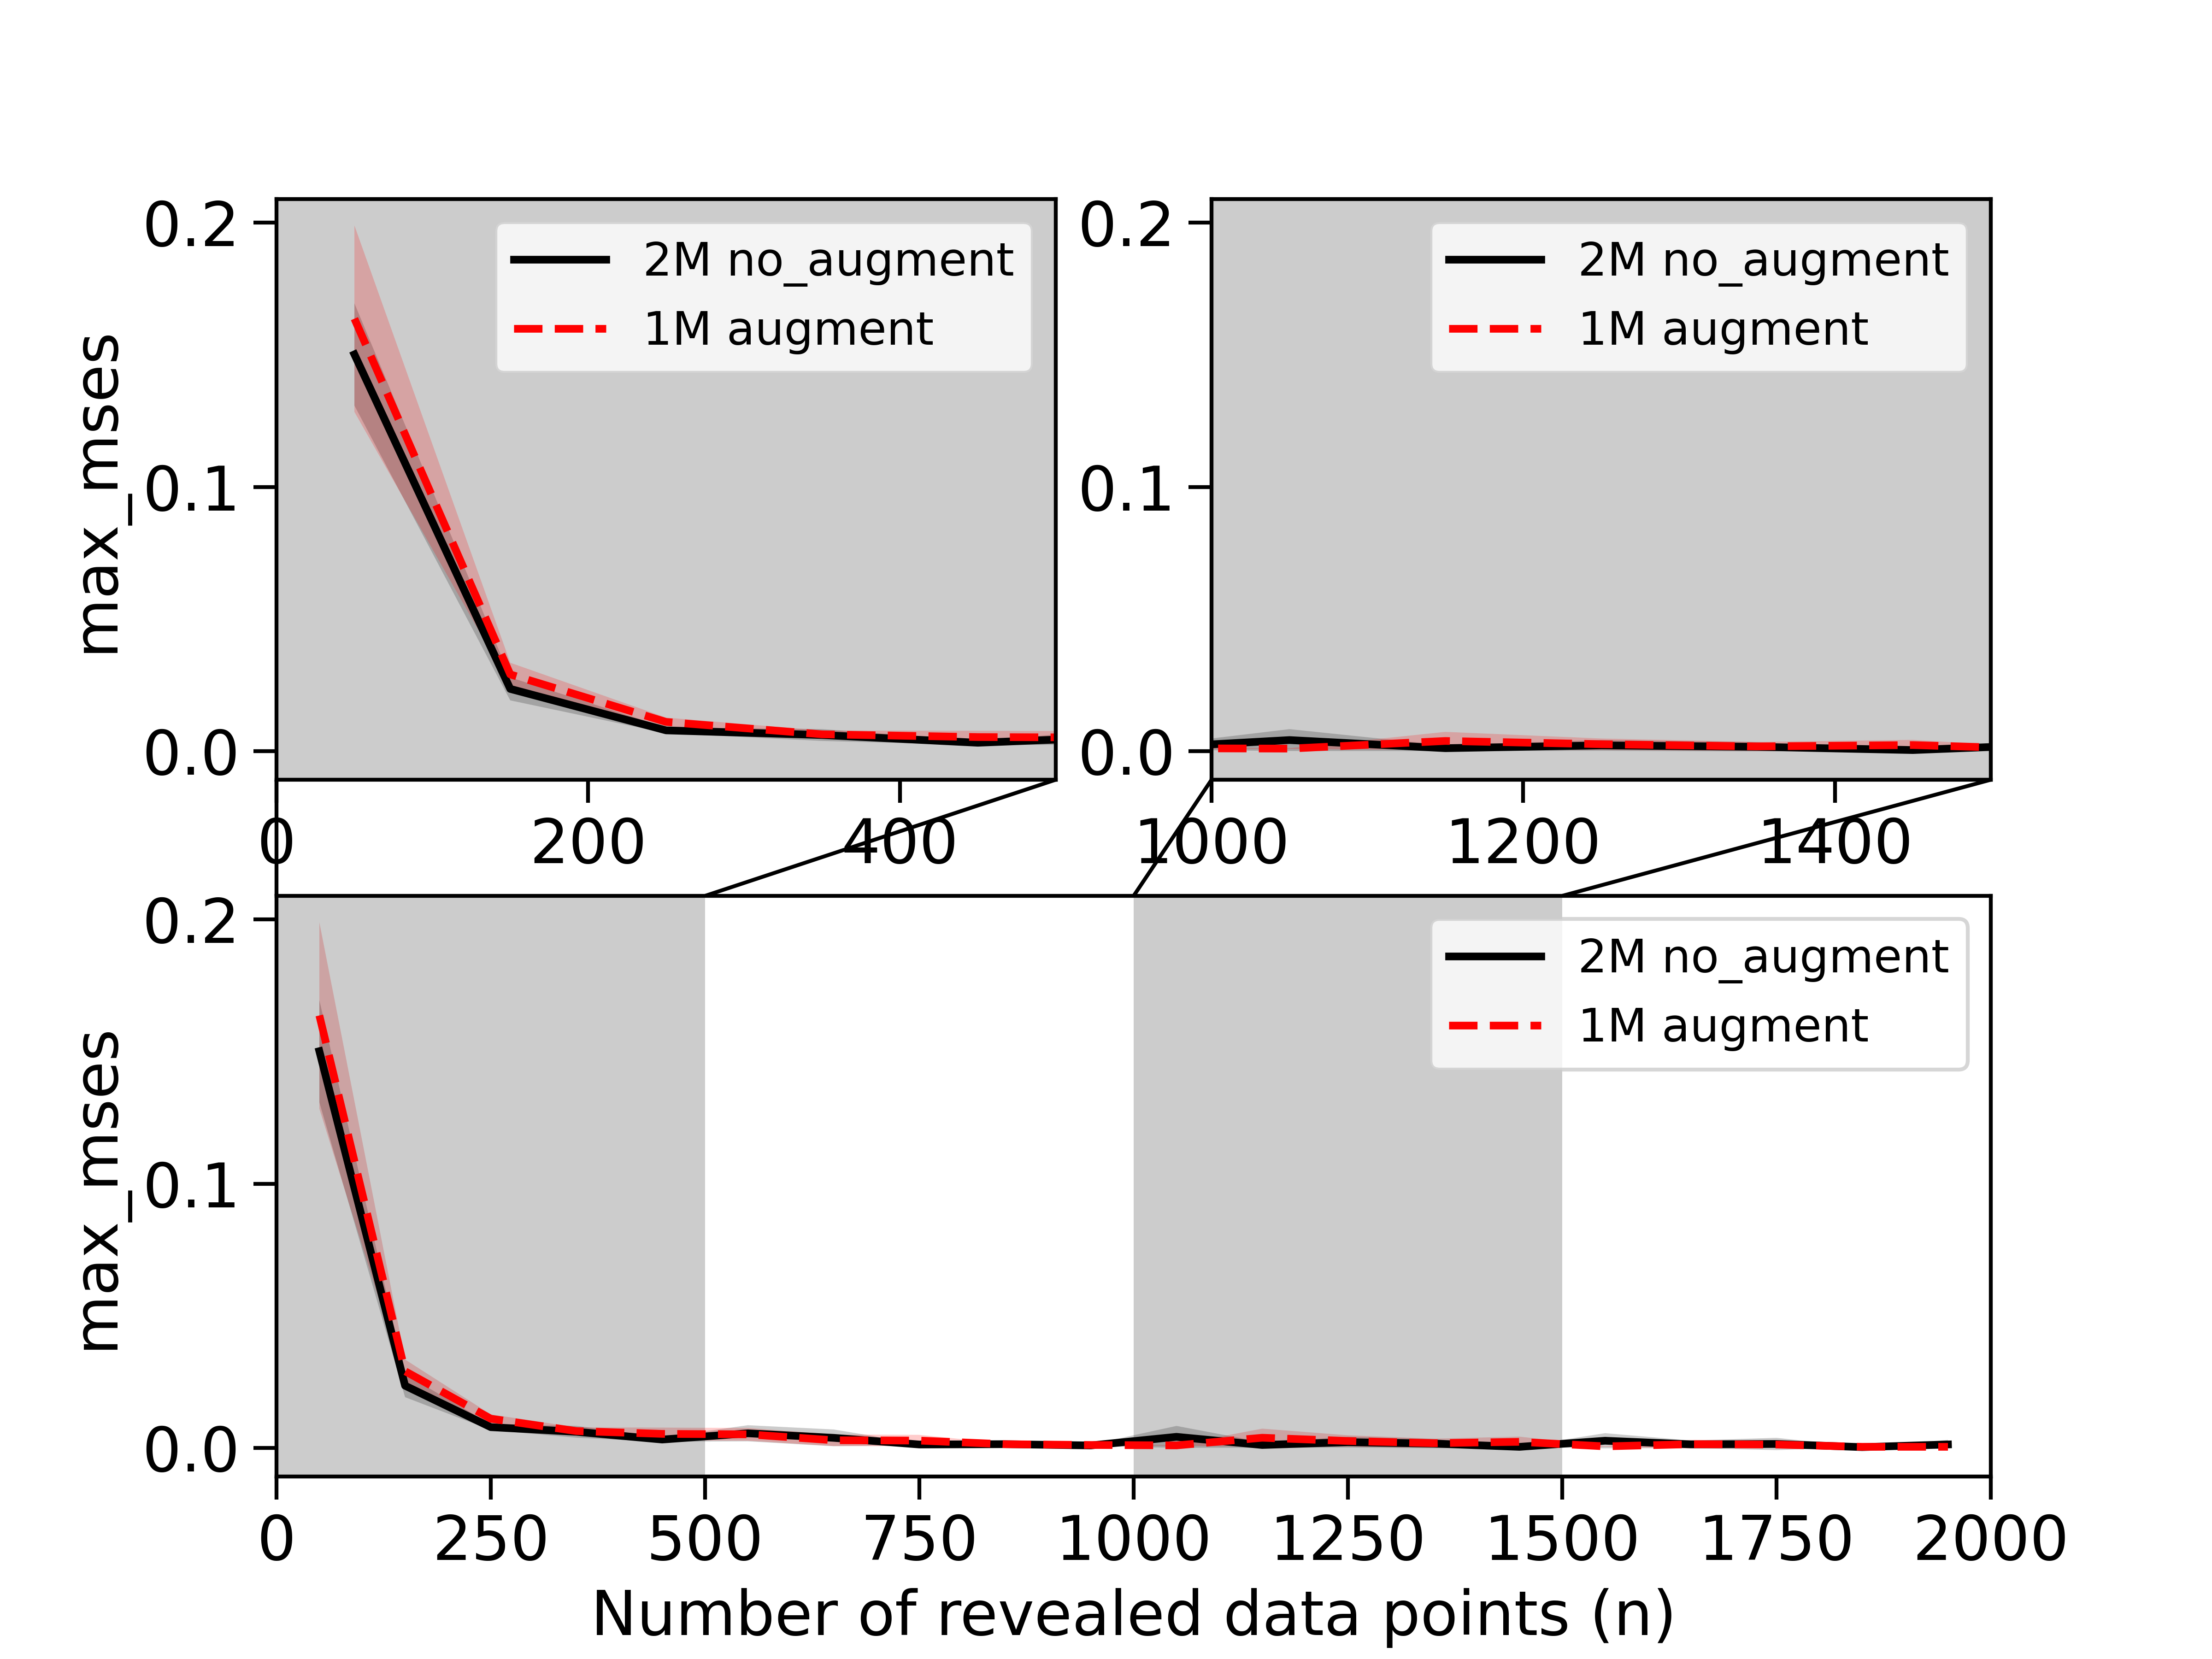 max_mses
0.2
0.1
0.0
0
200
400
2M no_augment
1M augment
0.2
0.1
0.0
1000
1200
1400
2M no_augment
1M augment
max_mses
0.2
0.1
0.0
2M no_augment
1M augment
0 250 500 750 1000 1250 1500 1750 2000
Number of revealed data points (n)